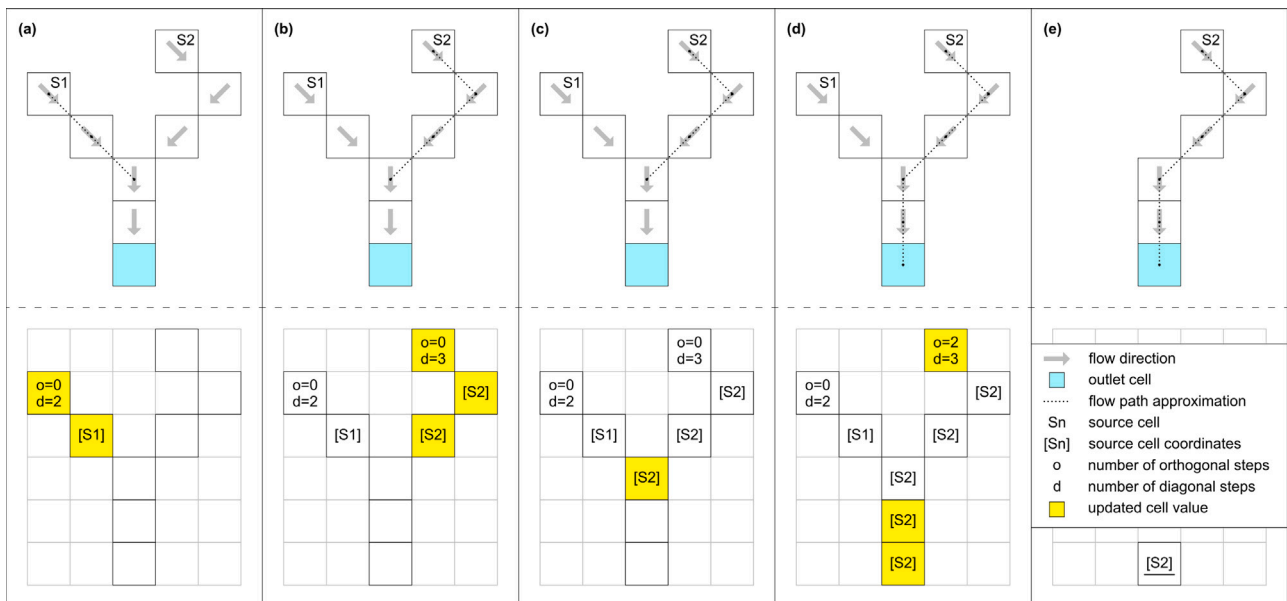 (a)
S2
S1
(b)
S2
S1
(c)
S2
S1
(d)
S2
S1
(e)
S2
o=0
d=2
[S1]
o=0
d=3
o=0
d=2
[S2]
[S1]
[S2]
o=0
d=3
o=0
d=2
[S2]
[S1]
[S2]
[S2]
o=2
d=3
o=0
d=2
[S2]
[S1]
[S2]
[S2]
[S2]
[S2]
flow direction
outlet cell
flow path approximation
Sn source cell
[Sn] source cell coordinates
o number of orthogonal steps
d number of diagonal steps
updated cell value
[S2]